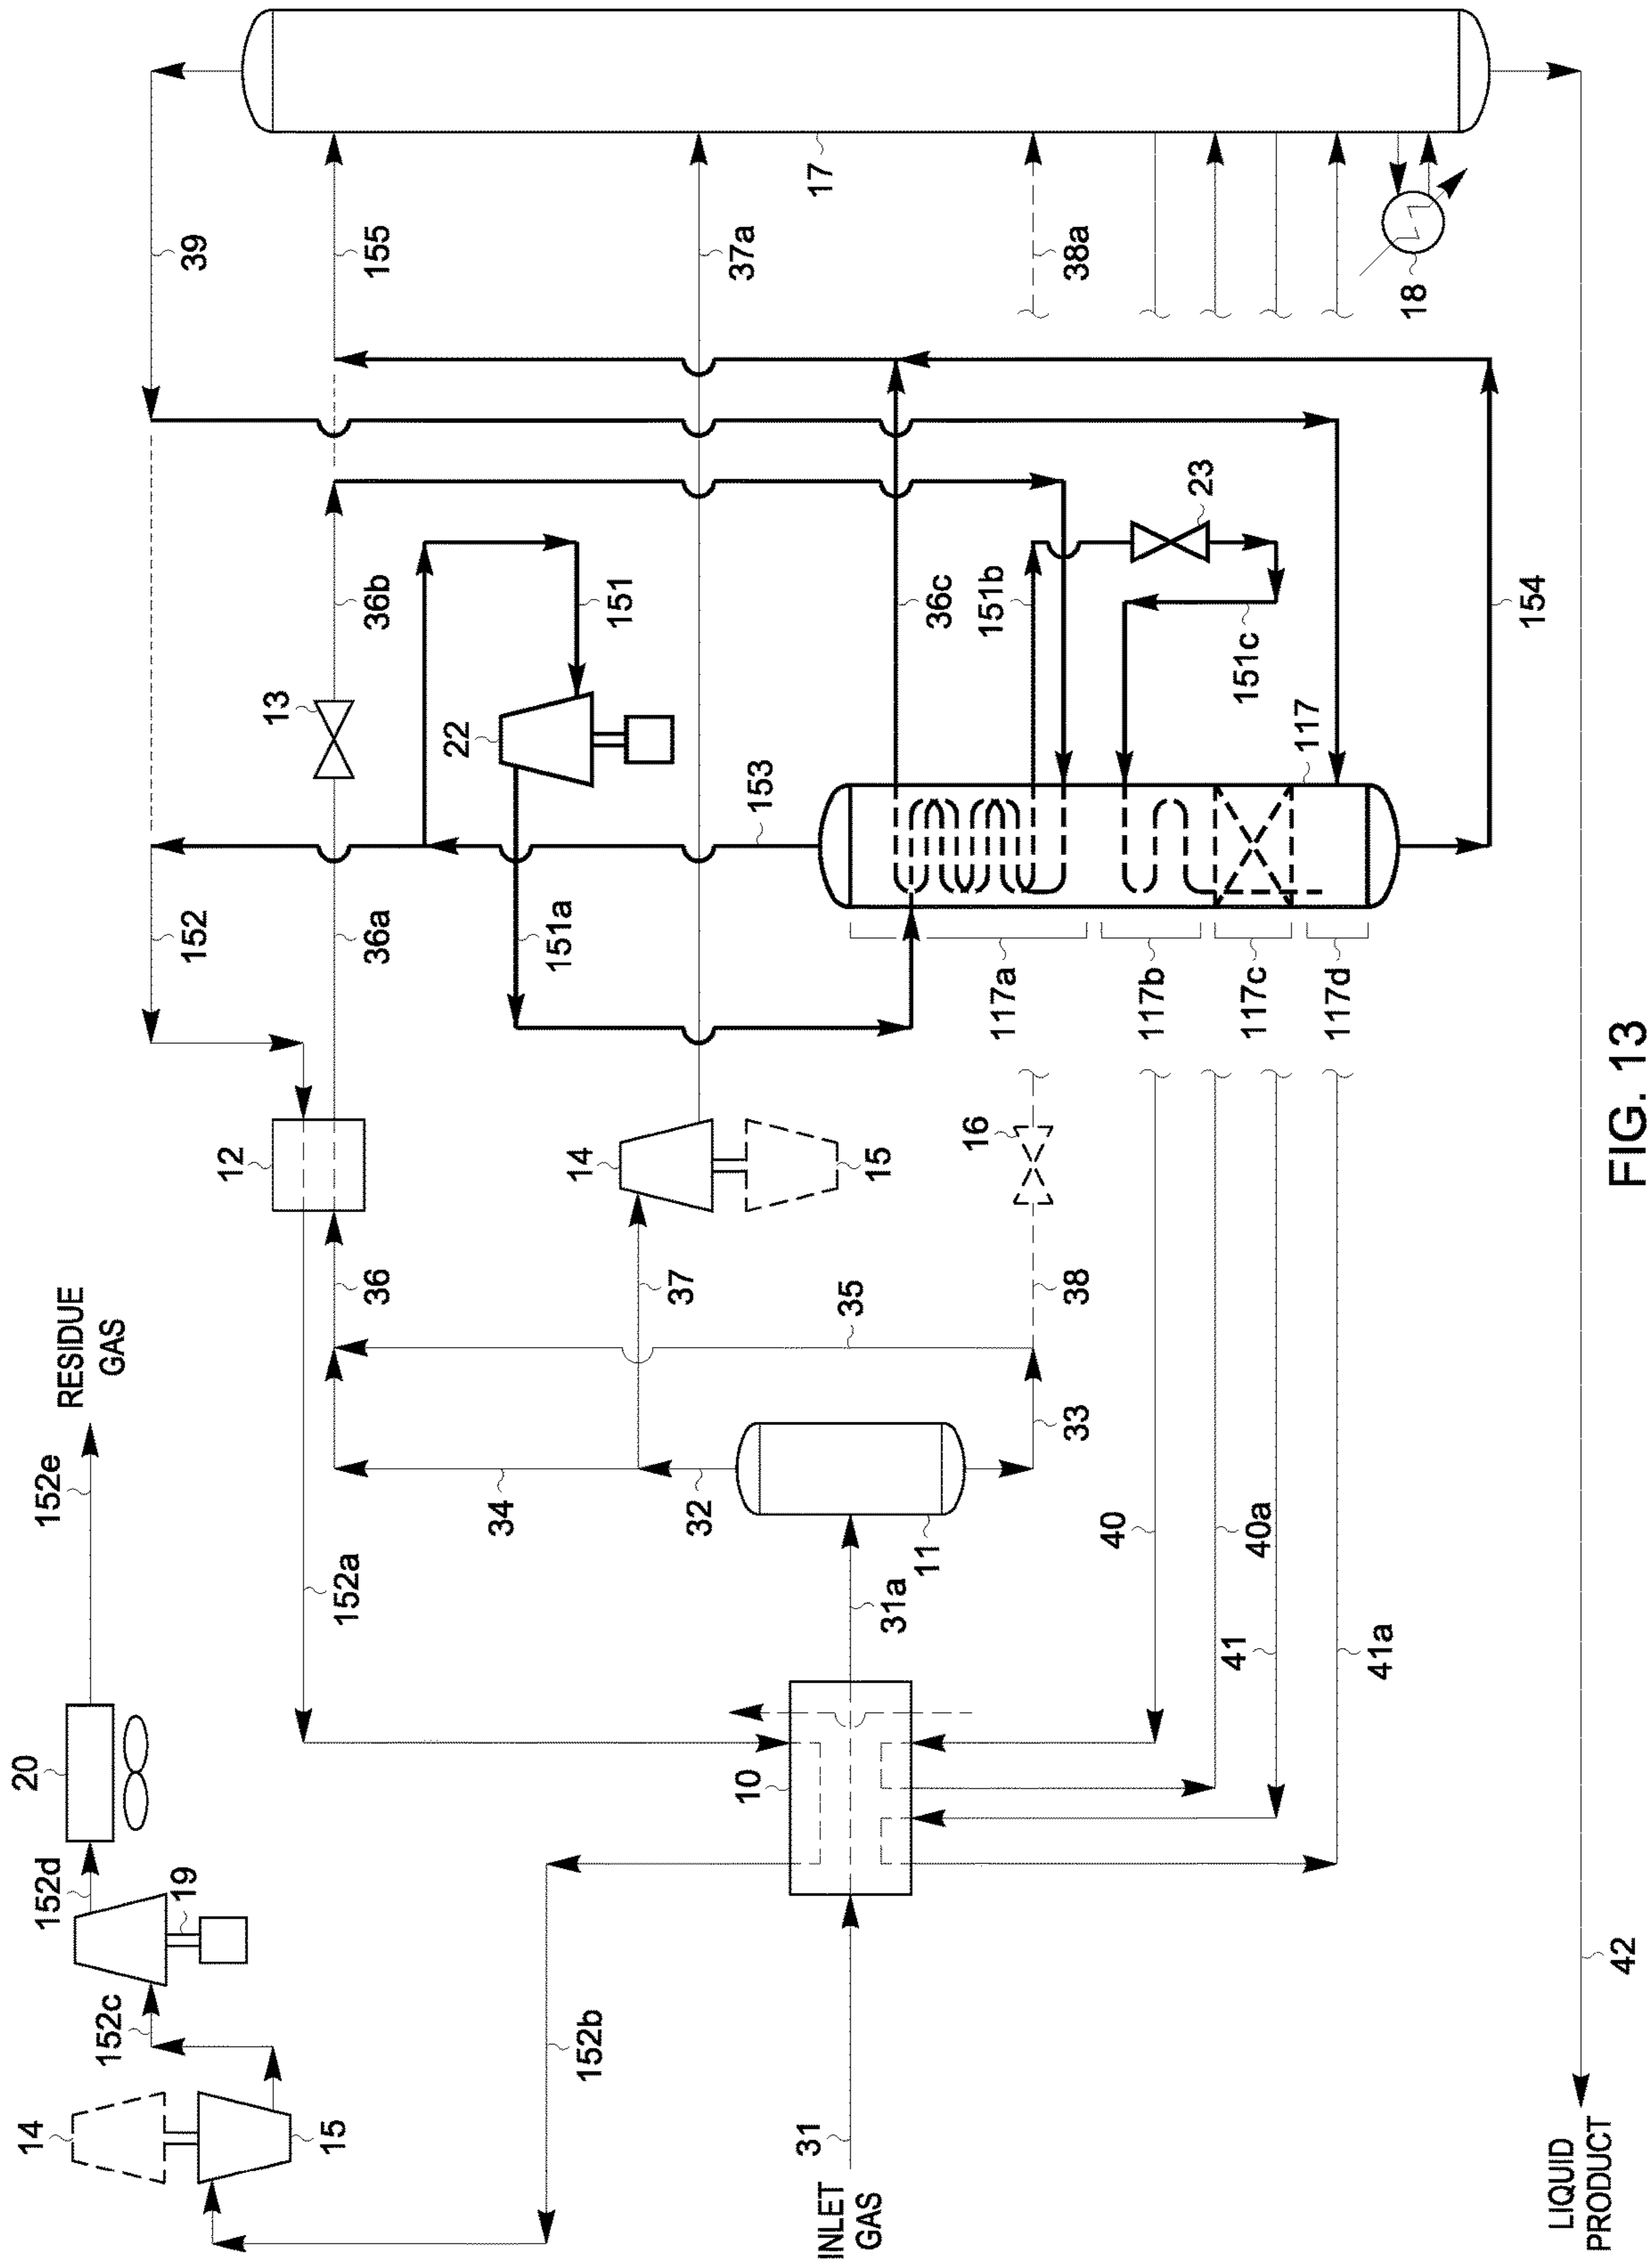 39
155
17
37a
38a
18
36b
13
22
151
153
36c
151b
23
151c
117
154
152
36a
151a
117a
117b
117c
117d
12
14
15
16
36
37
35
38
RESIDUE
GAS
152e
34
32
33
11
31a
152a
40
40a
41
41a
20
10
152d
19
152c
152b
14
15
31
INLET
GAS
42
LIQUID
PRODUCT
FIG. 13